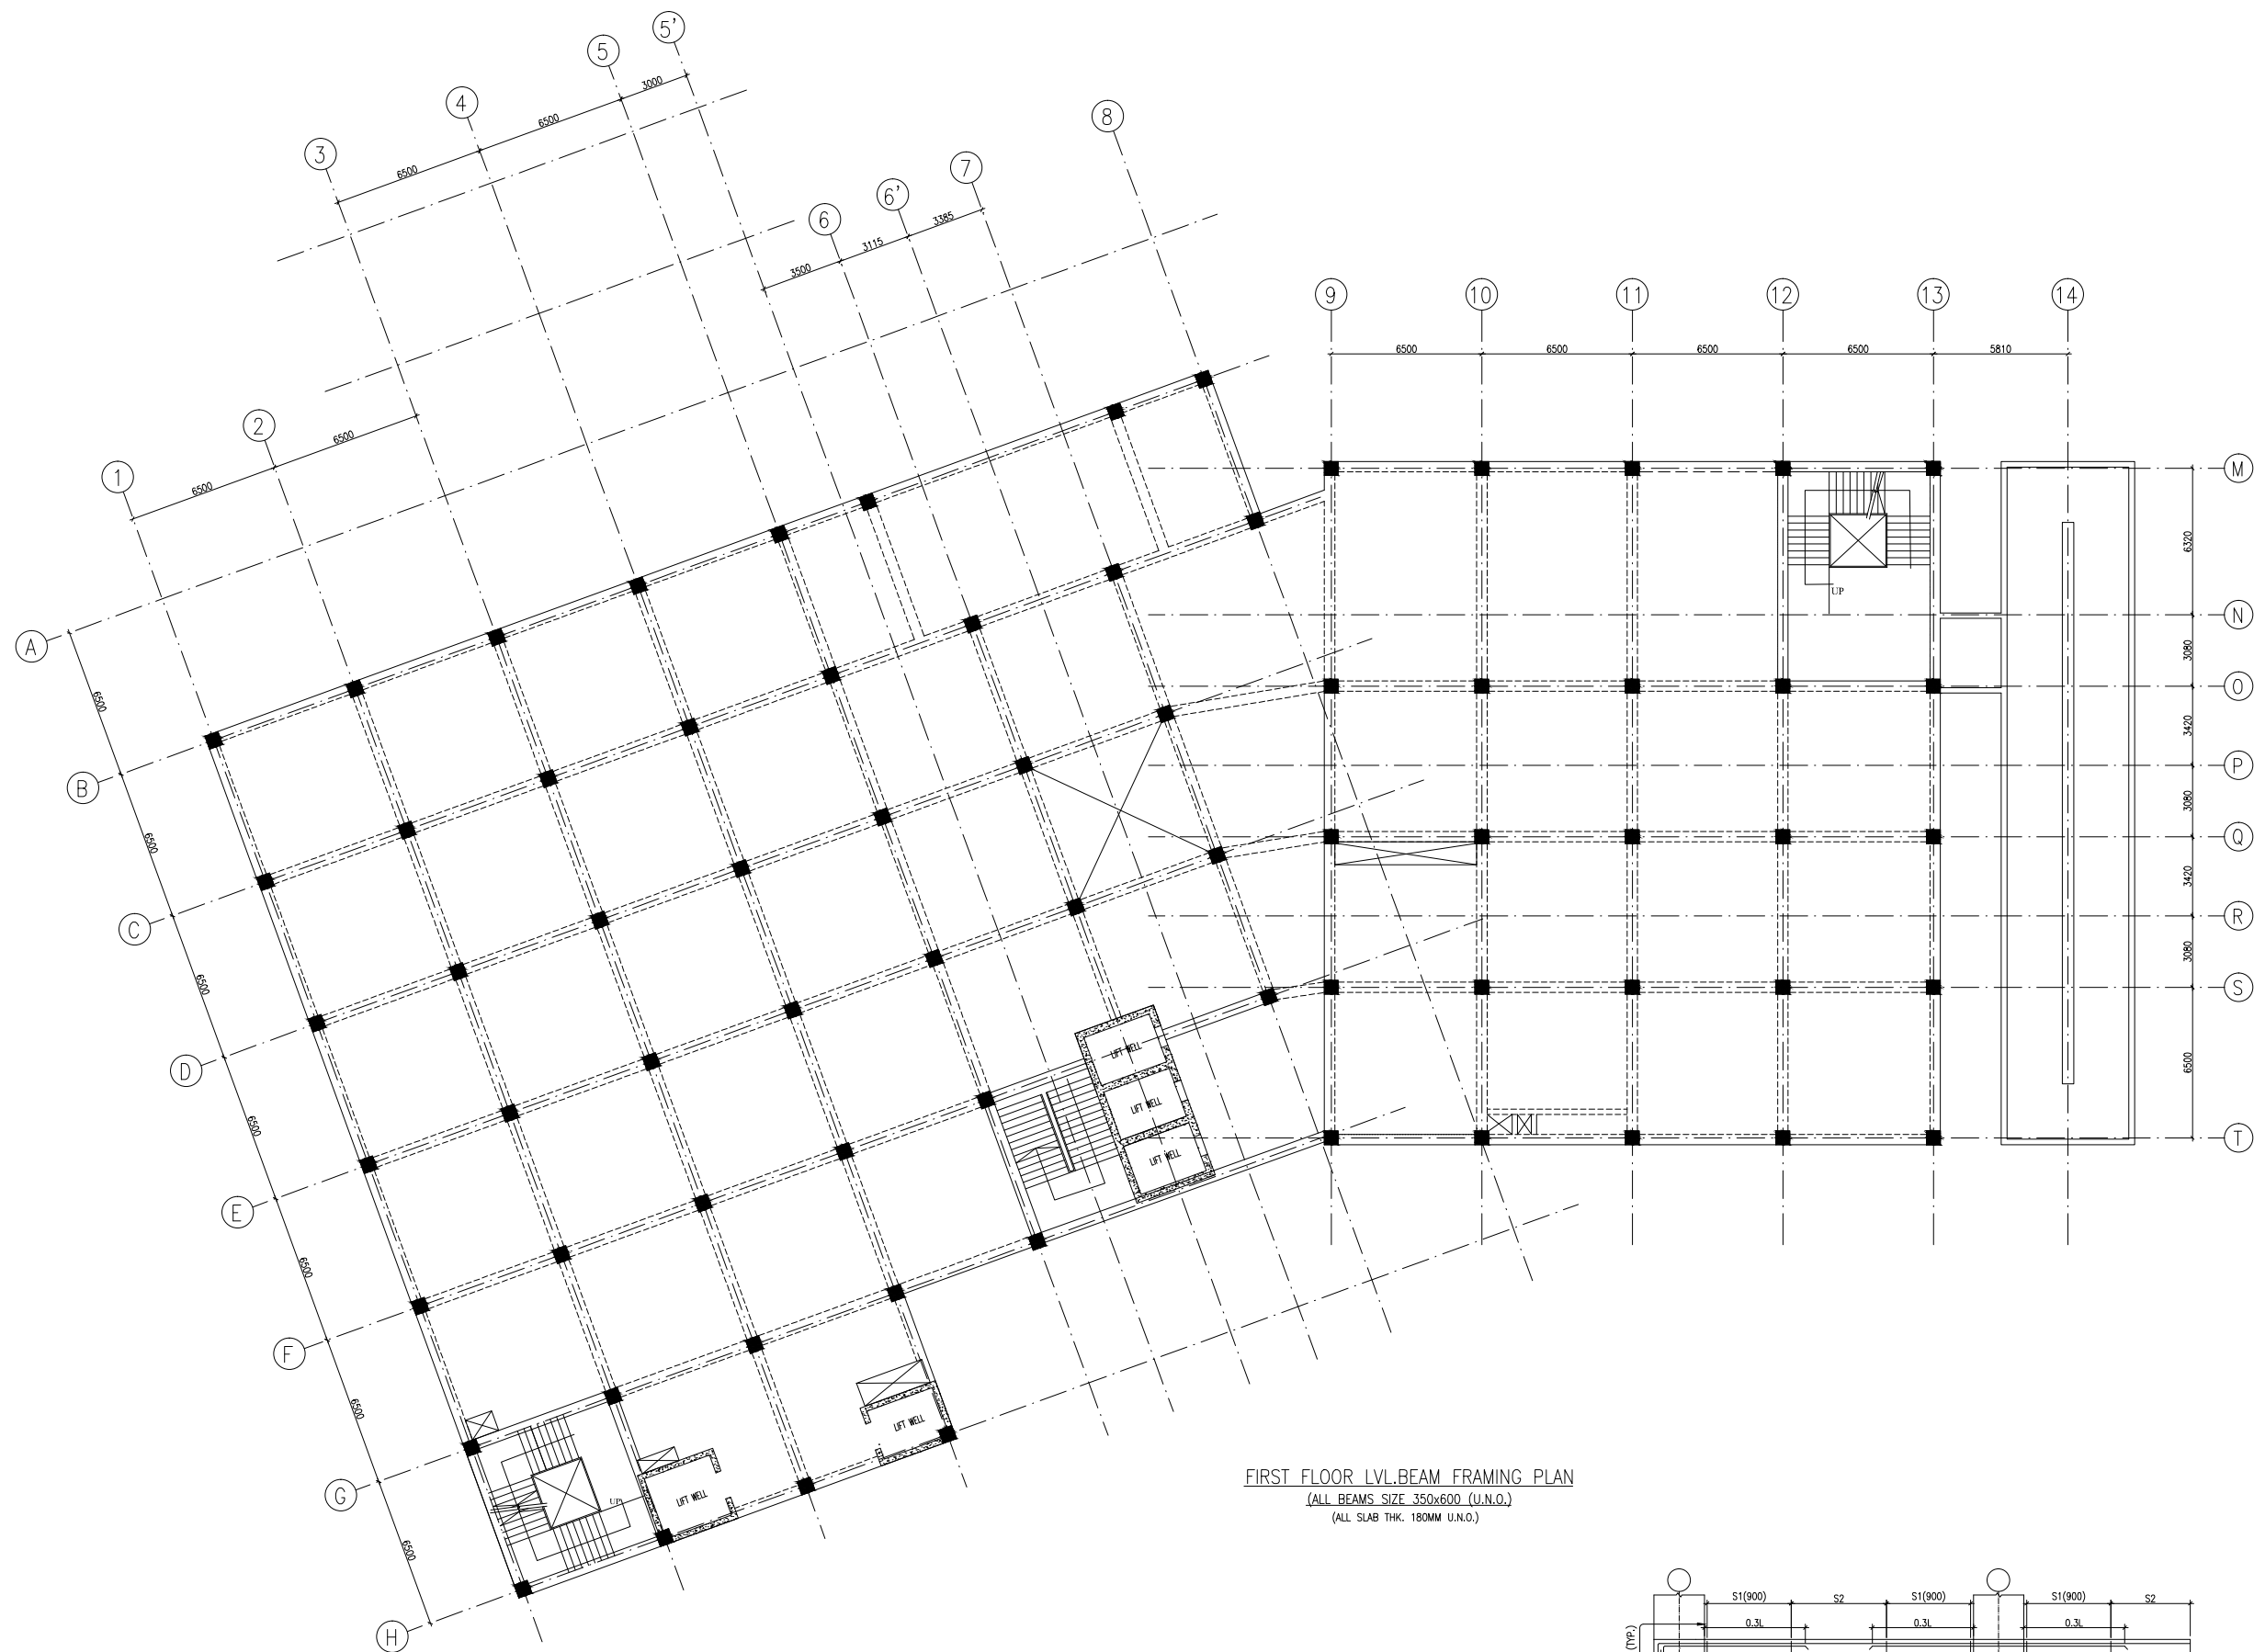 5'
5
4
3
3000
6500
6500
8
7
6'
6
3385
3115
3500
9
10
11
12
13
14
6500
6500
6500
6500
5810
2
1
6500
6500
M
N
O
P
Q
R
S
T
6320
3080
3420
3080
3420
3080
6500
UP
A
B
C
D
E
F
G
H
6500
6500
6500
6500
6500
6500
6500
LIFT WELL
LIFT WELL
LIFT WELL
LIFT WELL
LIFT WELL
UP
FIRST FLOOR LVL.BEAM FRAMING PLAN
(ALL BEAMS SIZE 350x600 (U.N.O.)
(ALL SLAB THK. 180MM U.N.O.)
S1(900)
S2
S1(900)
S1(900)
S2
0.3L
0.3L
0.3L
(TYP.)